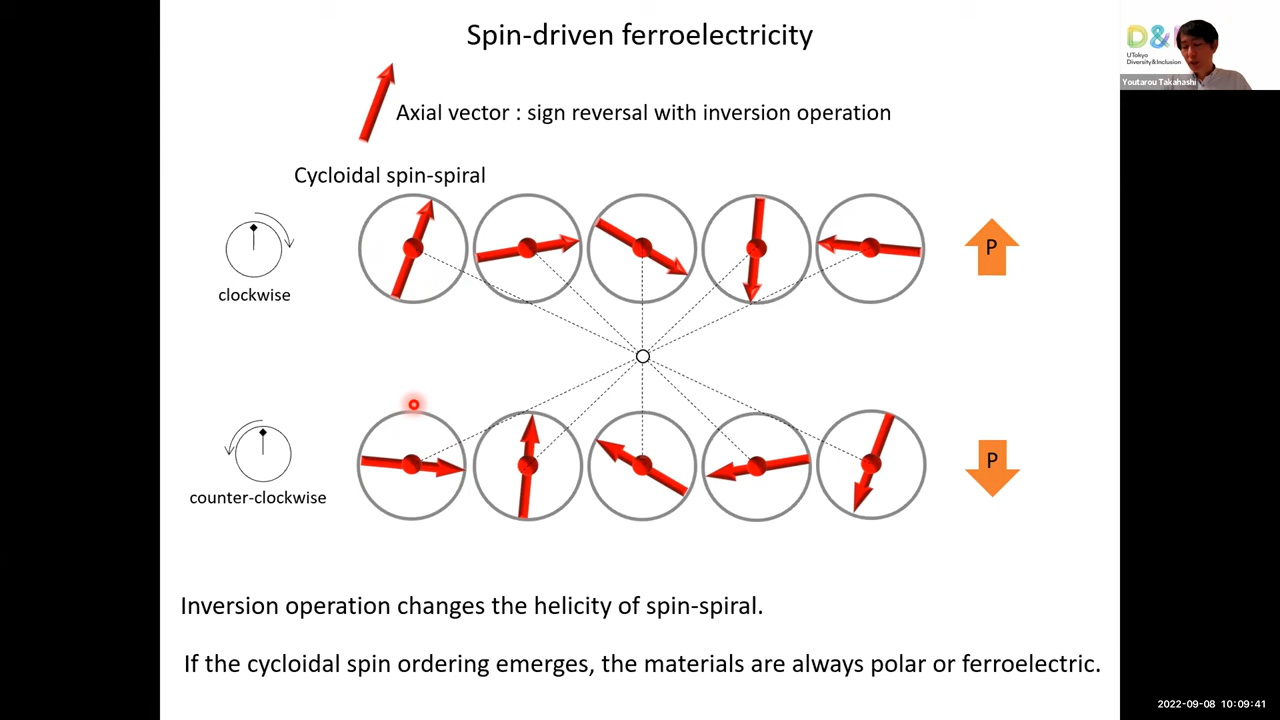 Spin-driven ferroelectricity
Axial vector : sign reversal with inversion operation
Cycloidal spin-spiral
clockwise
P
counter-clockwise
P
Inversion operation changes the helicity of spin-spiral.
If the cycloidal spin ordering emerges, the materials are always polar or ferroelectric.
D&
UTokyo
Diversity&Inclusion
Youtarou Takahashi
2022-09-08 10:09:41